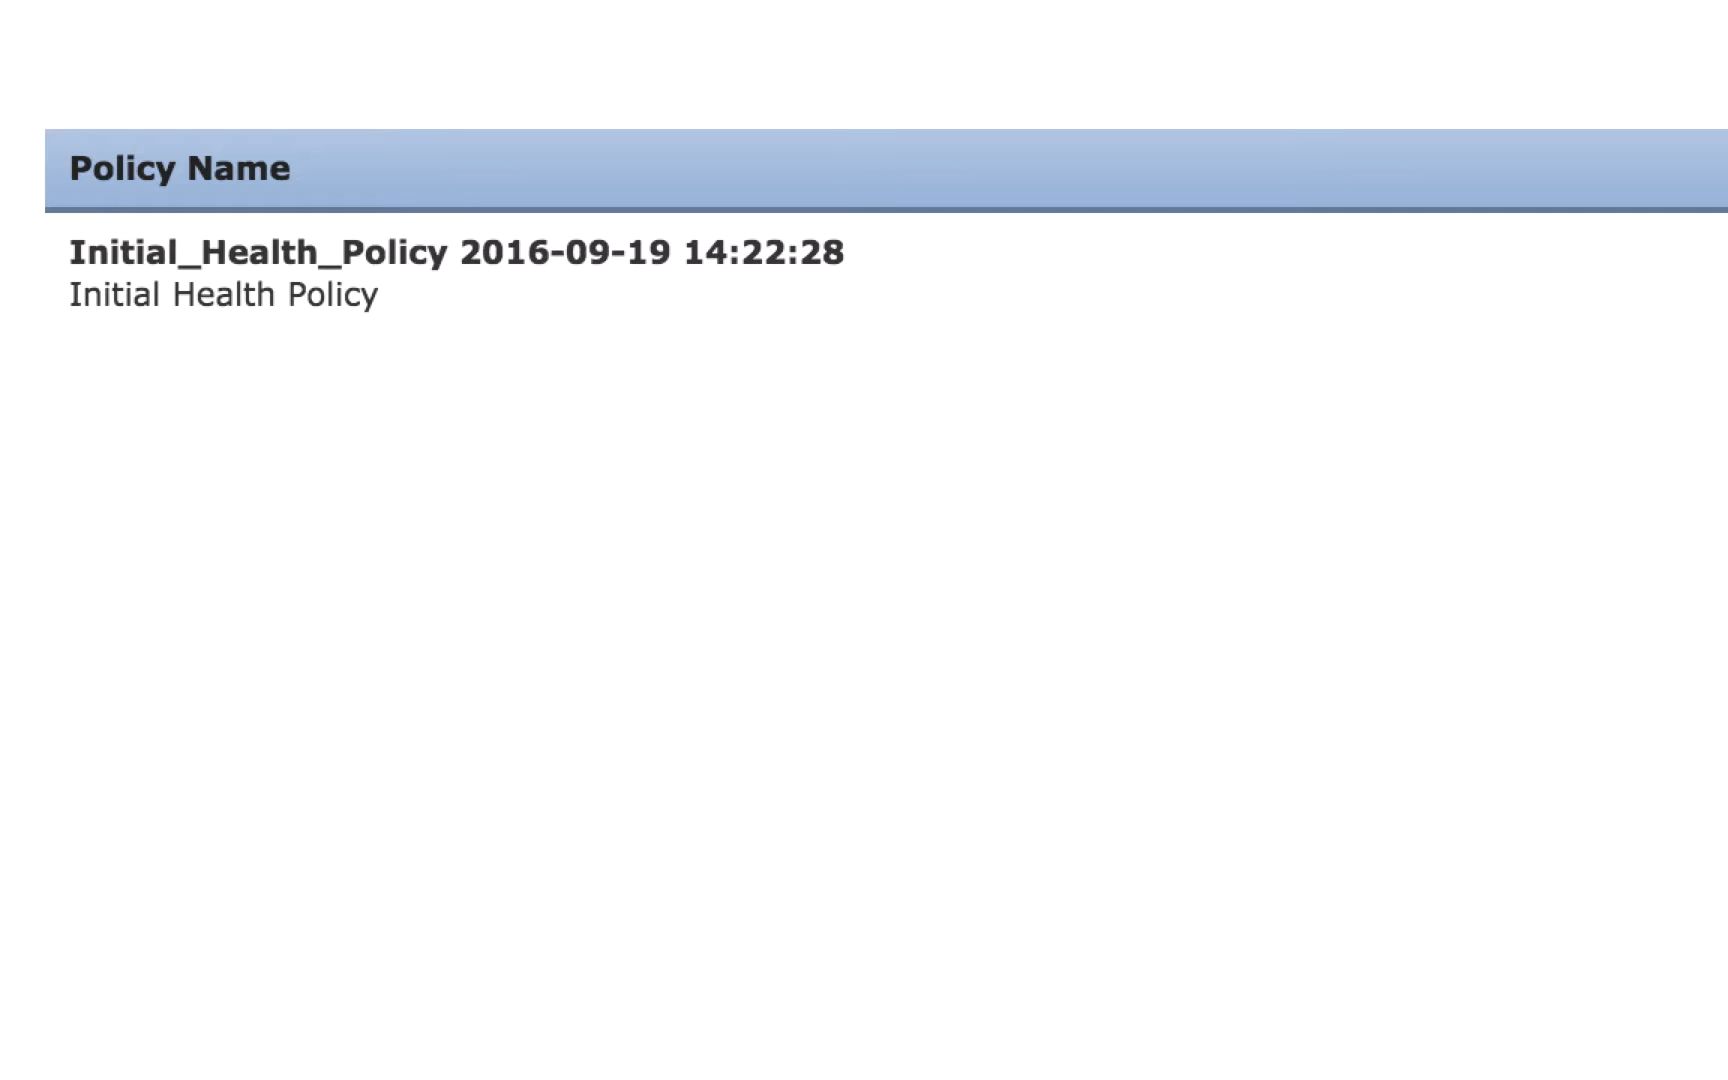 Policy Name
Initial_Health_Policy 2016-09-19 14:22:28
Initial Health Policy